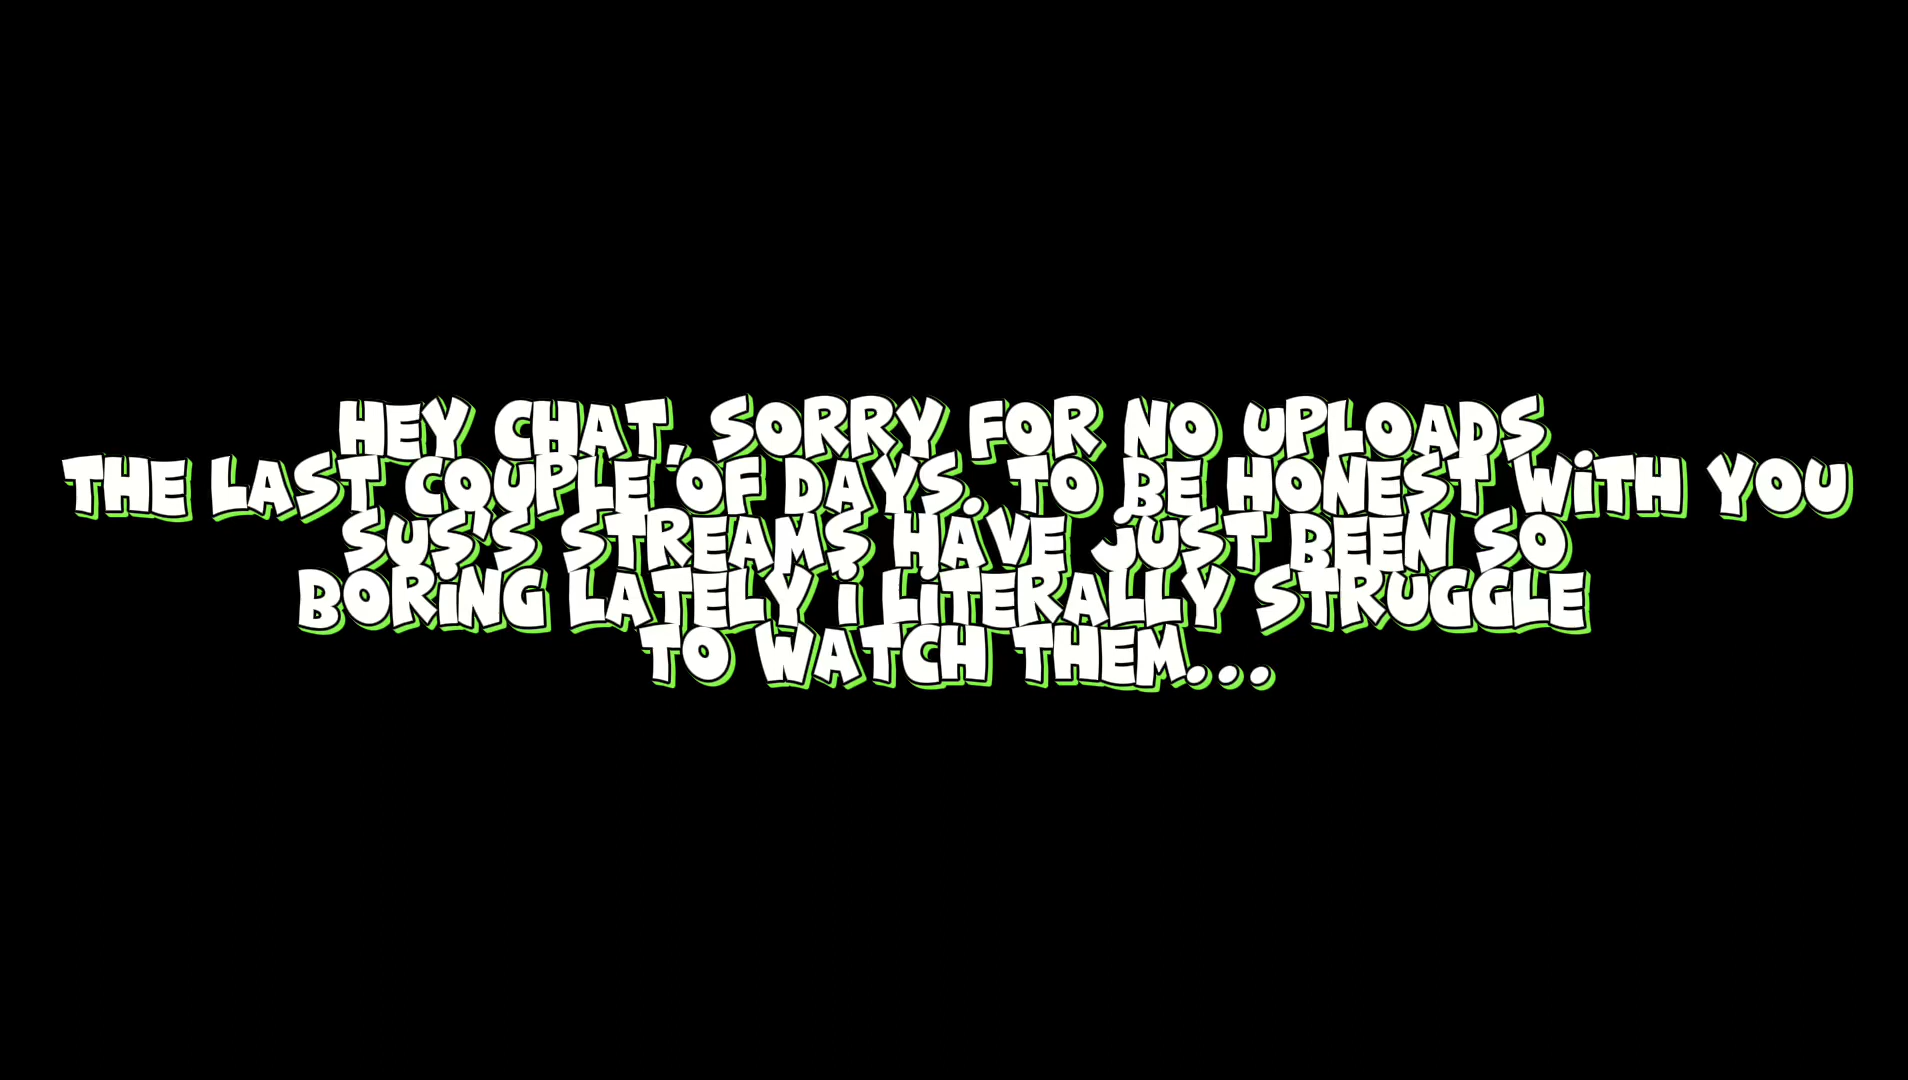 HEY CHAT, SORRY FOR NO UPLOADS
THE LAST COUPLE OF DAYS. TO BE HONEST WiTH YOU
SUS'S STREAMS HAVE jUST BEEN SO
BORiNG LATELY i LiTERALLY STRUGGLE
TO WATCH THEM...